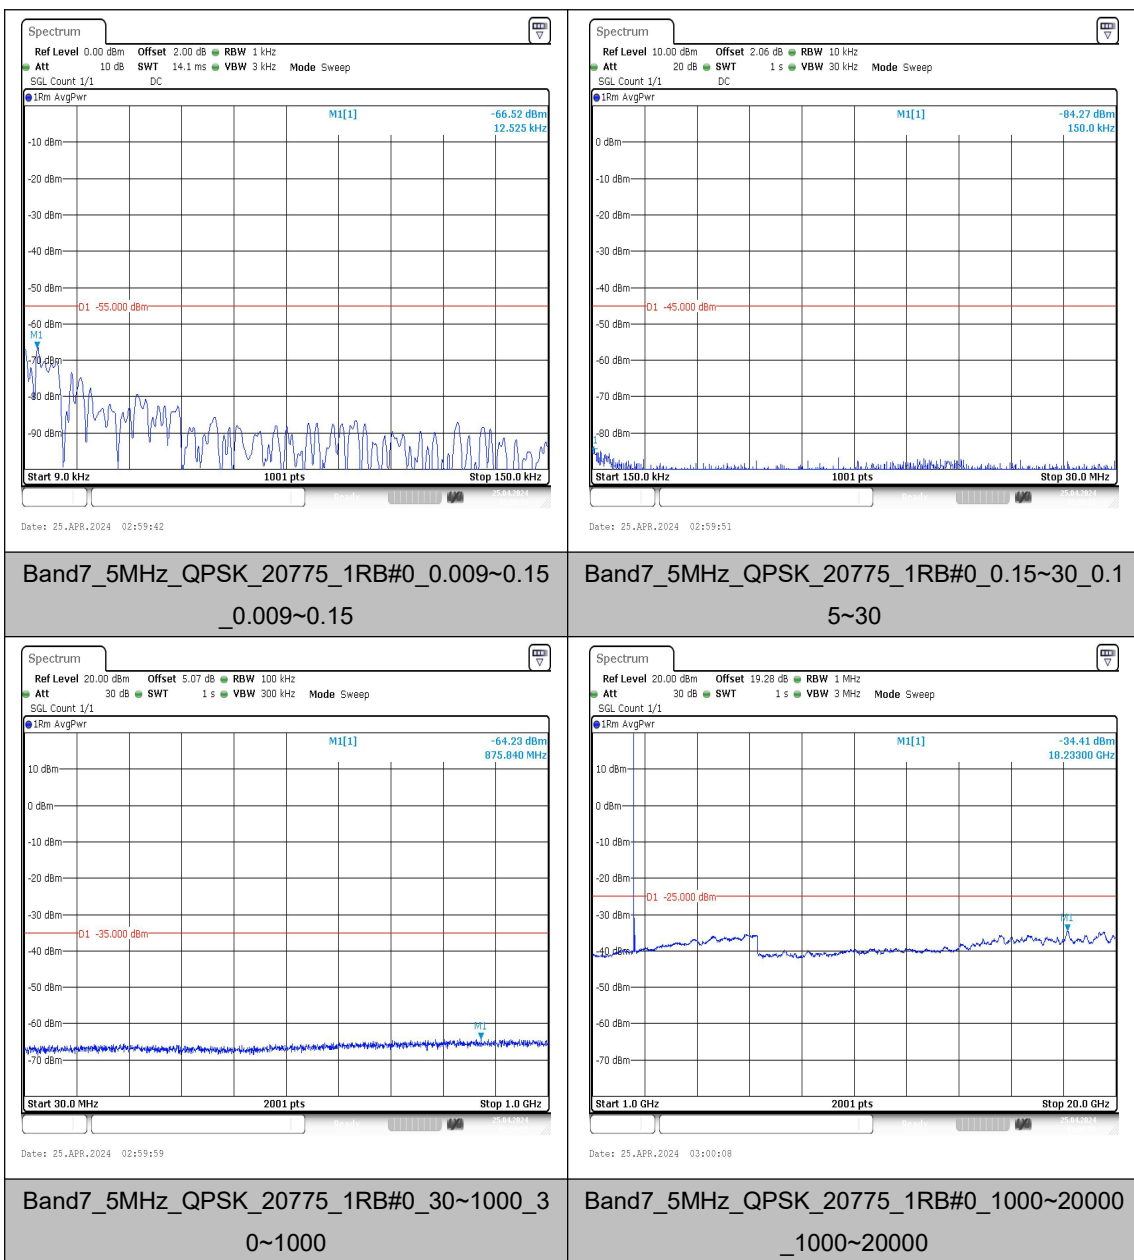 Spectrum
Ref Level 0.00 dBm Offset 2.00 dB RBW 1 kHz
Att 10 dB SWT 14.1 ms VBW 3 kHz Mode Sweep
SGL Count 1/1 DC
1Rm AvgPwr
M1[1] -66.52 dBm
12.525 kHz
-10 dBm
-20 dBm
-30 dBm
-40 dBm
-50 dBm
D1 -55.000 dBm
-60 dBm
M1
-70 dBm
-80 dBm
-90 dBm
Start 9.0 kHz 1001 pts Stop 150.0 kHz
Ready 25.04.2024
Date: 25.APR.2024 02:59:42
Band7_5MHz_QPSK_20775_1RB#0_0.009~0.15
_0.009~0.15
Spectrum
Ref Level 10.00 dBm Offset 2.06 dB RBW 10 kHz
Att 20 dB SWT 1 s VBW 30 kHz Mode Sweep
SGL Count 1/1 DC
1Rm AvgPwr
M1[1] -84.27 dBm
150.0 kHz
0 dBm
-10 dBm
-20 dBm
-30 dBm
-40 dBm
D1 -45.000 dBm
-50 dBm
-60 dBm
-70 dBm
-80 dBm
Start 150.0 kHz 1001 pts Stop 30.0 MHz
Ready 25.04.2024
Date: 25.APR.2024 02:59:51
Band7_5MHz_QPSK_20775_1RB#0_0.15~30_0.1
5~30
Spectrum
Ref Level 20.00 dBm Offset 5.07 dB RBW 100 kHz
Att 30 dB SWT 1 s VBW 300 kHz Mode Sweep
SGL Count 1/1
1Rm AvgPwr
M1[1] -64.23 dBm
875.840 MHz
10 dBm
0 dBm
-10 dBm
-20 dBm
-30 dBm
D1 -35.000 dBm
-40 dBm
-50 dBm
-60 dBm
M1
-70 dBm
Start 30.0 MHz 2001 pts Stop 1.0 GHz
Ready 25.04.2024
Date: 25.APR.2024 02:59:59
Band7_5MHz_QPSK_20775_1RB#0_30~1000_3
0~1000
Spectrum
Ref Level 20.00 dBm Offset 19.28 dB RBW 1 MHz
Att 30 dB SWT 1 s VBW 3 MHz Mode Sweep
SGL Count 1/1
1Rm AvgPwr
M1[1] -34.41 dBm
18.23300 GHz
10 dBm
0 dBm
-10 dBm
-20 dBm
D1 -25.000 dBm
-30 dBm
M1
-40 dBm
-50 dBm
-60 dBm
-70 dBm
Start 1.0 GHz 2001 pts Stop 20.0 GHz
Ready 25.04.2024
Date: 25.APR.2024 03:00:08
Band7_5MHz_QPSK_20775_1RB#0_1000~20000
_1000~20000